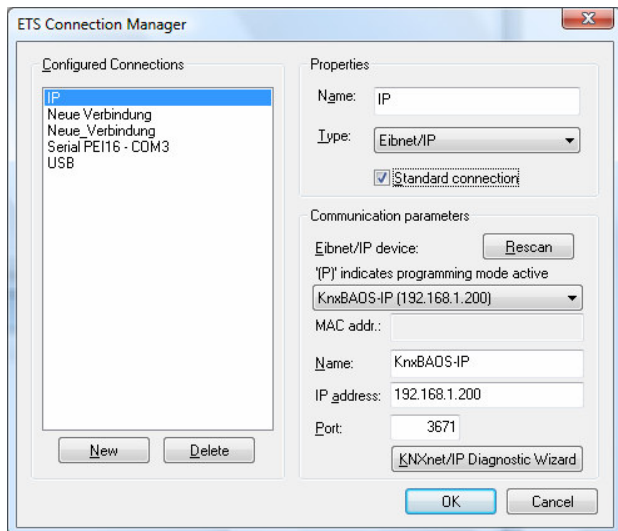 ETS Connection Manager
Configured Connections
IP
Neue Verbindung
Neue_Verbindung
Serial PEI16 - COM3
USB
New
Delete
Properties
Name: IP
Type: Eibnet/IP
Standard connection
Communication parameters
Eibnet/IP device: Rescan
'(P)' indicates programming mode active
KnxBAOS-IP (192.168.1.200)
MAC addr.:
Name: KnxBAOS-IP
IP address: 192.168.1.200
Port: 3671
KNXnet/IP Diagnostic Wizard
OK Cancel